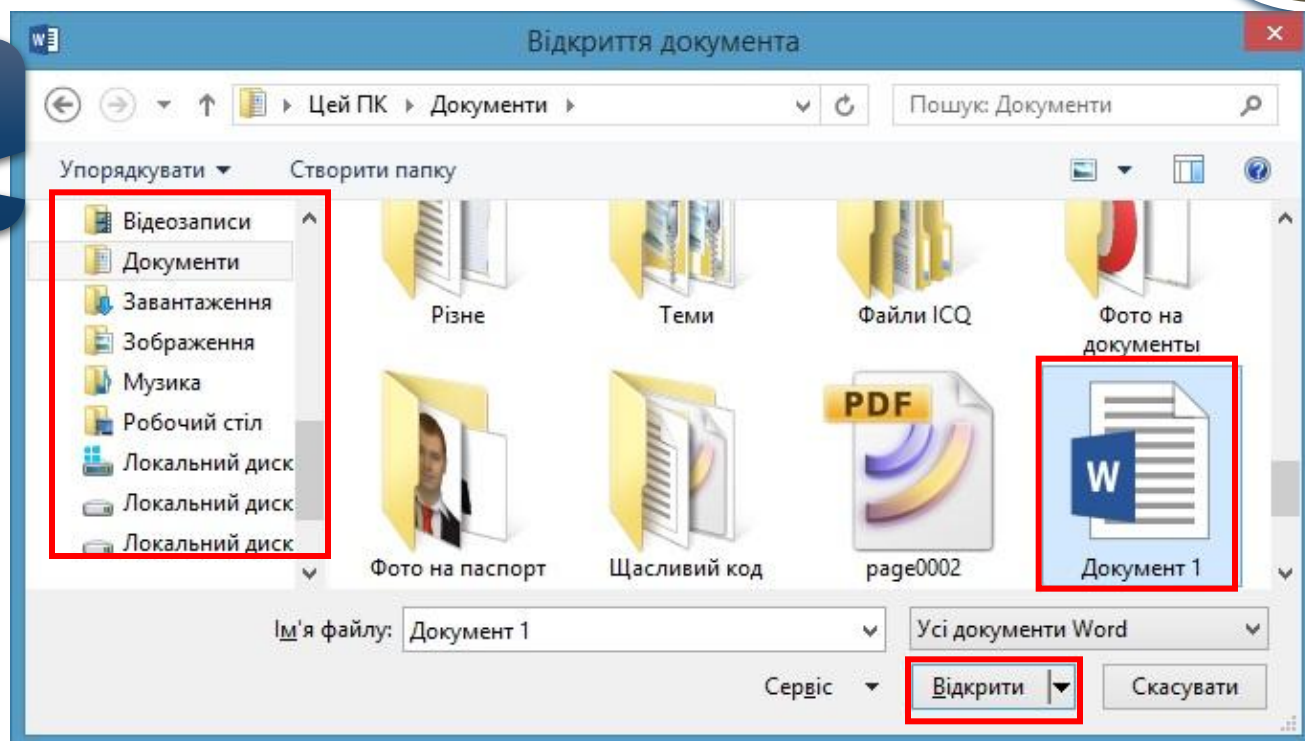 Відкриття документа
Цей ПК Документи
Пошук: Документи
Упорядкувати
Створити папку
Відеозаписи
Документи
Завантаження
Зображення
Музика
Робочий стіл
Локальний диск
Локальний диск
Локальний диск
Різне
Теми
Файли ICQ
Фото на
документы
PDF
W
Фото на паспорт
Щасливий код
page0002
Документ 1
Ім'я файлу: Документ 1
Усі документи Word
Сервіс
Відкрити
Скасувати